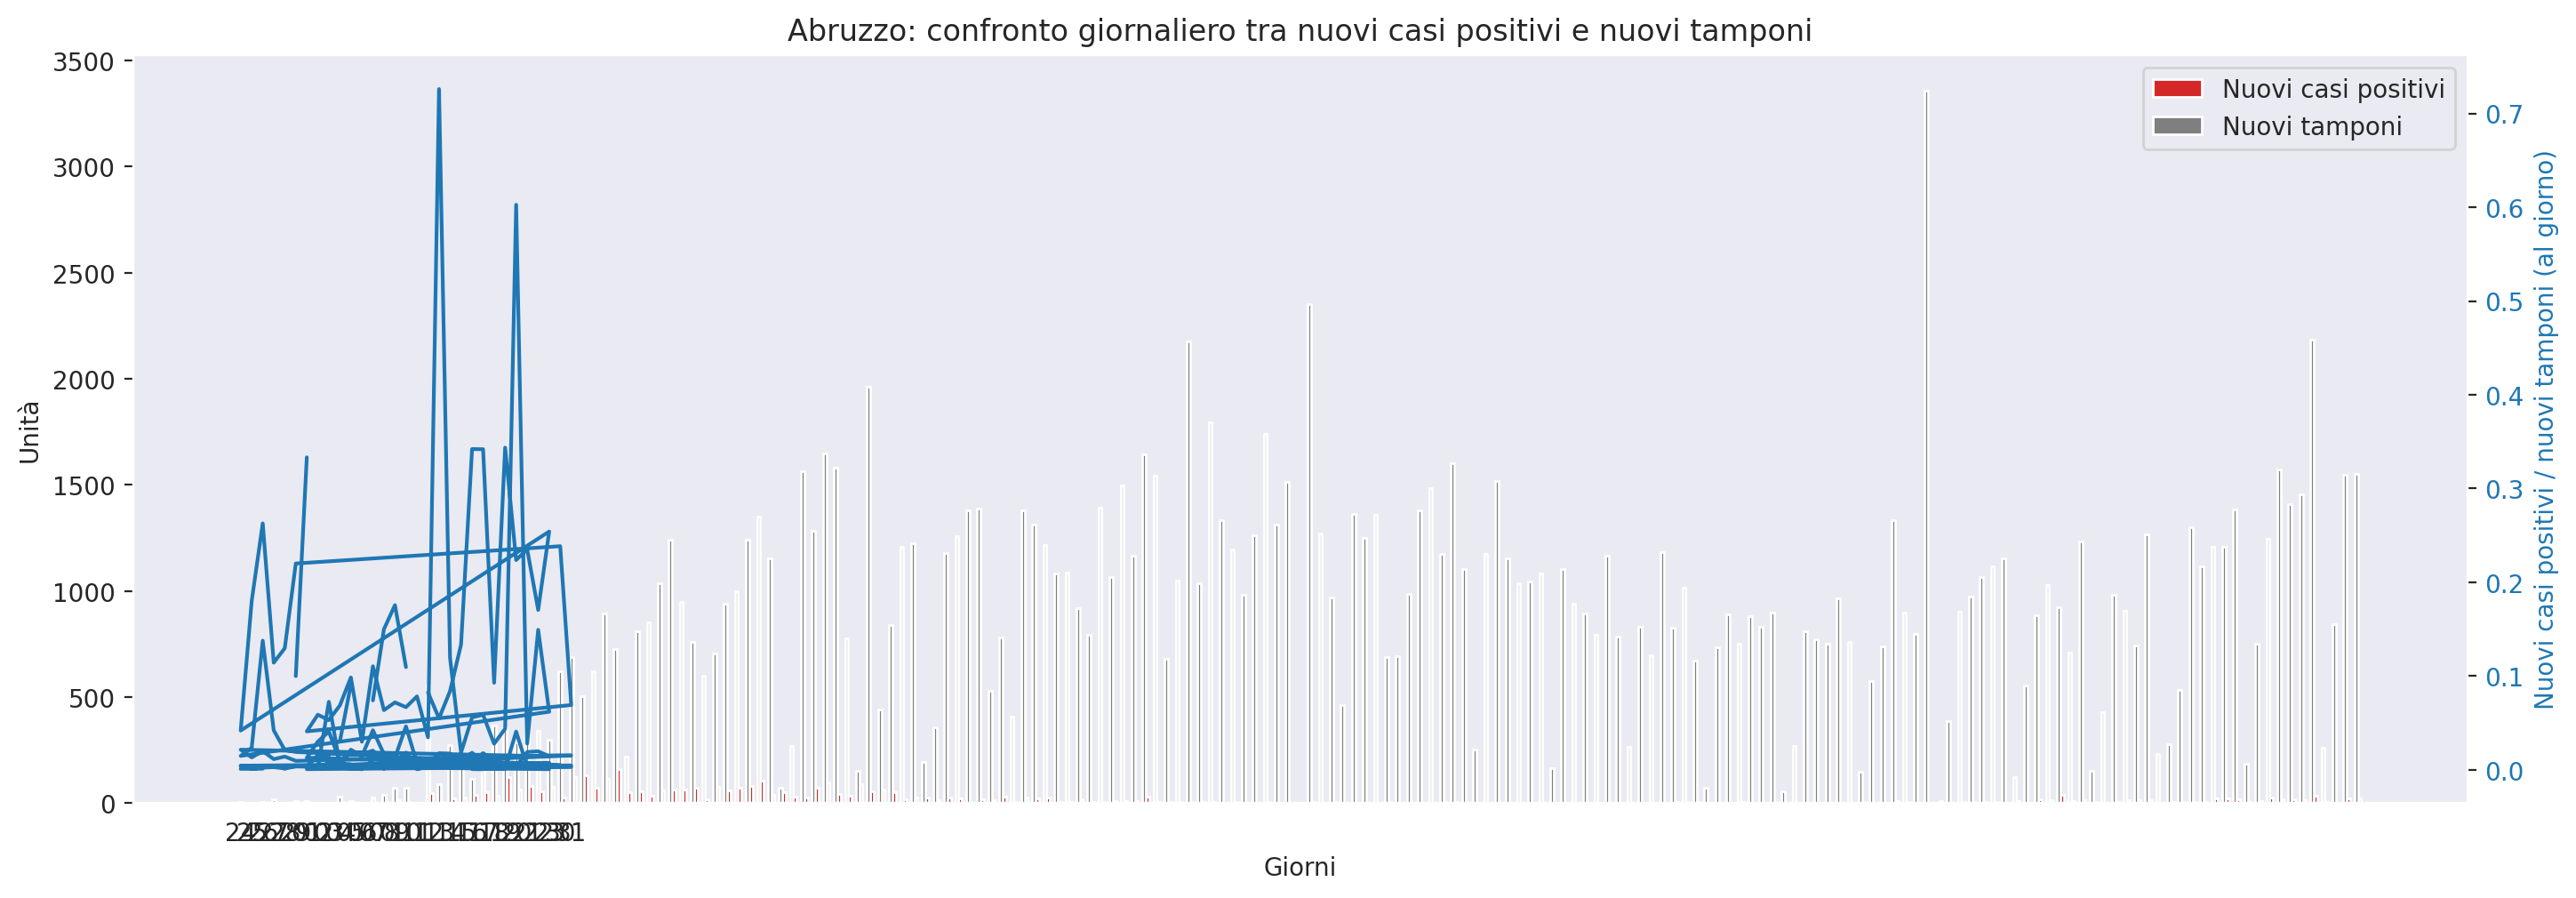 Abruzzo: confronto giornaliero tra nuovi casi positivi e nuovi tamponi
3500
3000
2500
2000
1500
1000
500
0
Unità
Nuovi casi positivi
Nuovi tamponi
0.7
0.6
0.5
0.4
0.3
0.2
0.1
0.0
Nuovi casi positivi / nuovi tamponi (al giorno)
Giorni